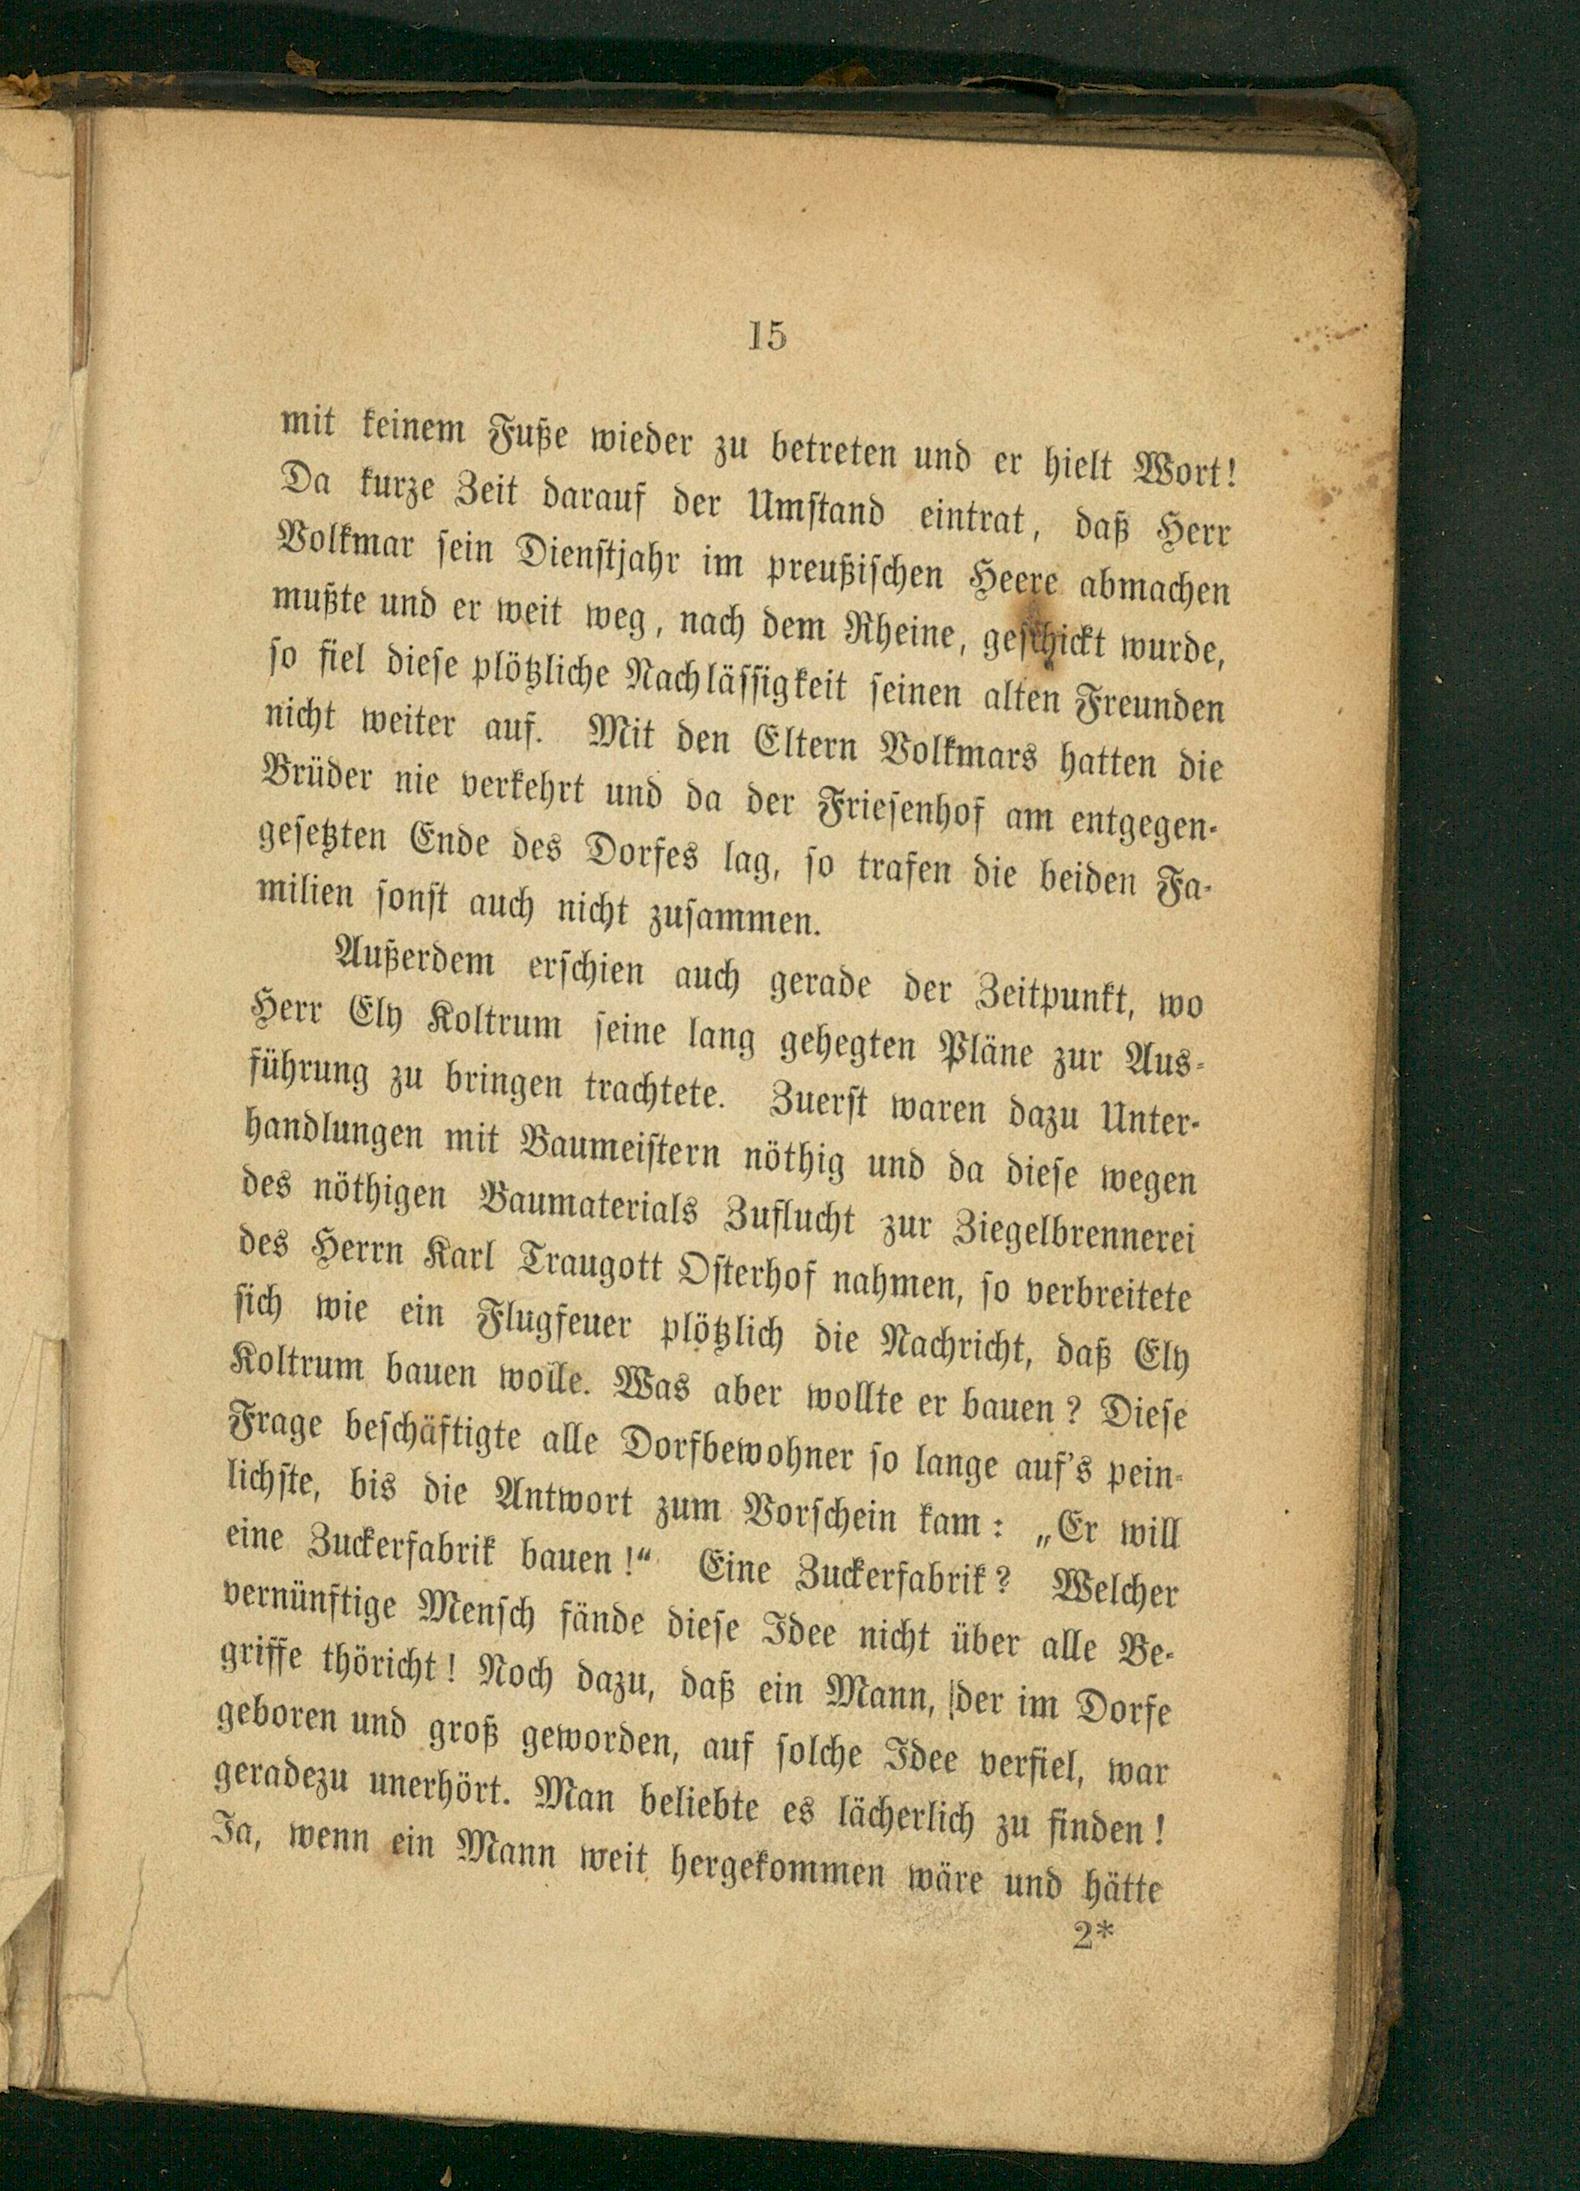 15
mit keinem Fuße wieder zu betreten und er hielt Wort!
Da kurze Zeit darauf der Umstand eintrat, daß Herr
Volkmar sein Dienstjahr im preußischen Heere abmachen
mußte und er weit weg, nach dem Rheine, geschickt wurde,
so fiel diese plötzliche Nachlässigkeit seinen alten Freunden
nicht weiter auf. Mit den Eltern Volkmars hatten die
Brüder nie verkehrt und da der Friesenhof am entgegen-
gesetzten Ende des Dorfes lag, so trafen die beiden Fa-
milien sonst auch nicht zusammen.
Außerdem erschien auch gerade der Zeitpunkt, wo
Herr Ely Koltrum seine lang gehegten Pläne zur Aus-
führung zu bringen trachtete. Zuerst waren dazu Unter-
handlungen mit Baumeistern nöthig und da diese wegen
des nöthigen Baumaterials Zuflucht zur Ziegelbrennerei
des Herrn Karl Traugott Osterhof nahmen, so verbreitete
sich wie ein Flugfeuer plötzlich die Nachricht, daß Ely
Koltrum bauen wolle. Was aber wollte er bauen? Diese
Frage beschäftigte alle Dorfbewohner so lange auf's pein-
lichste, bis die Antwort zum Vorschein kam: „Er will
eine Zuckerfabrik bauen!“ Eine Zuckerfabrik? Welcher
vernünftige Mensch fände diese Idee nicht über alle Be-
griffe thöricht! Noch dazu, daß ein Mann, der im Dorfe
geboren und groß geworden, auf solche Idee verfiel, war
geradezu unerhört. Man beliebte es lächerlich zu finden!
Ja, wenn ein Mann weit hergekommen wäre und hätte
2*